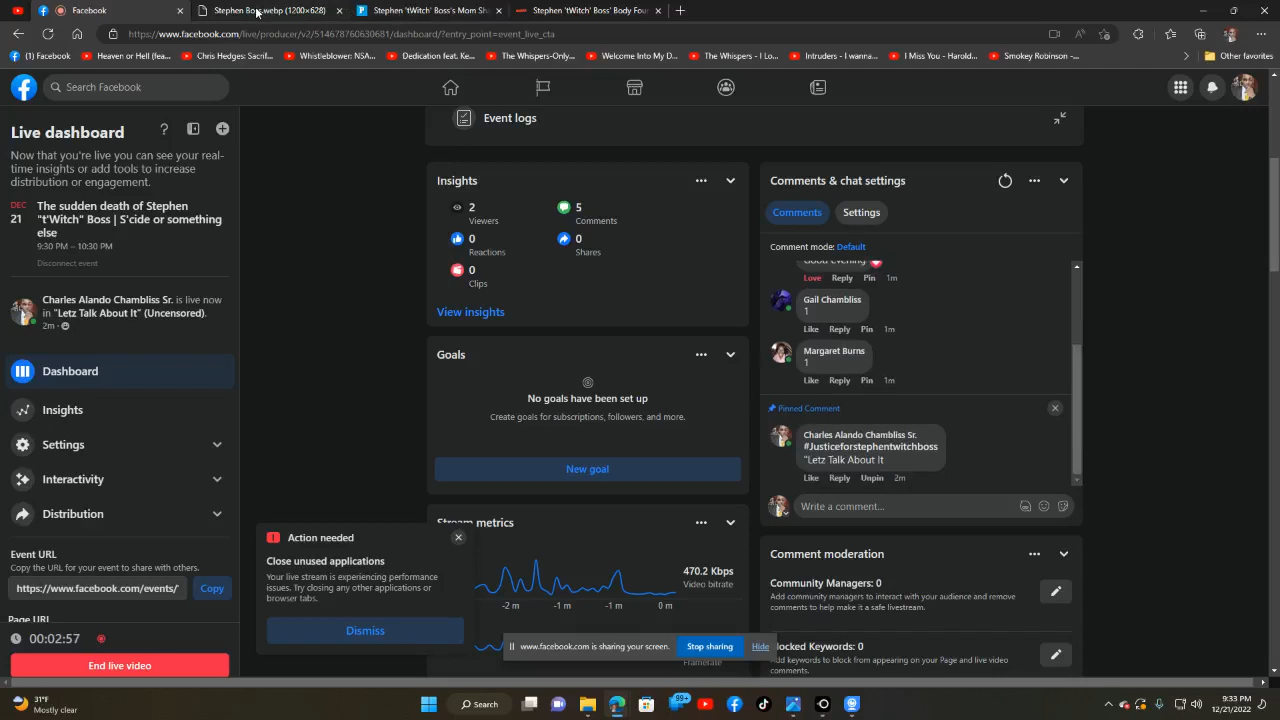 Facebook
Stephen Bos.webp (1200×628)
Stephen 'tWitch' Boss's Mom Sh
Stephen 'tWitch' Boss' Body Four
https://www.facebook.com/live/producer/v2/514678760630681/dashboard/?entry_point=event_live_cta
(1) Facebook
Heaven or Hell (fea...
Chris Hedges: Sacrif...
Whistleblower: NSA...
Dedication feat. Ke...
The Whispers-Only...
Welcome Into My D...
The Whispers - I Lo...
Intruders - I wanna...
I Miss You - Harold...
Smokey Robinson -...
Other favorites
Search Facebook
Live dashboard
Now that you're live you can see your real-
time insights or add tools to increase
distribution or engagement.
DEC
21
The sudden death of Stephen
"t'Witch" Boss | S'cide or something
else
9:30 PM – 10:30 PM
Disconnect event
Charles Alando Chambliss Sr. is live now
in "Letz Talk About It" (Uncensored).
2m ·
Dashboard
Insights
Settings
Interactivity
Distribution
Event URL
Copy the URL for your event to share with others.
https://www.facebook.com/events/
Copy
Page URL
00:02:57
End live video
Event logs
Insights
2
Viewers
5
Comments
0
Reactions
0
Shares
0
Clips
View insights
Goals
No goals have been set up
Create goals for subscriptions, followers, and more.
New goal
Stream metrics
470.2 Kbps
Video bitrate
-2 m
-1 m
-1 m
0 m
Framerate
Action needed
Close unused applications
Your live stream is experiencing performance
issues. Try closing any other applications or
browser tabs.
Dismiss
www.facebook.com is sharing your screen.
Stop sharing
Hide
Comments & chat settings
Comments
Settings
Comment mode: Default
Good Evening
Love Reply Pin 1m
Gail Chambliss
1
Like Reply Pin 1m
Margaret Burns
1
Like Reply Pin 1m
Pinned Comment
Charles Alando Chambliss Sr.
#Justiceforstephentwitchboss
"Letz Talk About It
Like Reply Unpin 2m
Write a comment...
Comment moderation
Community Managers: 0
Add community managers to interact with your audience and remove
comments to help make it a safe livestream.
Blocked Keywords: 0
Add keywords to block from appearing on your Page and live video
comments.
31°F
Mostly clear
Search
99+
9:33 PM
12/21/2022